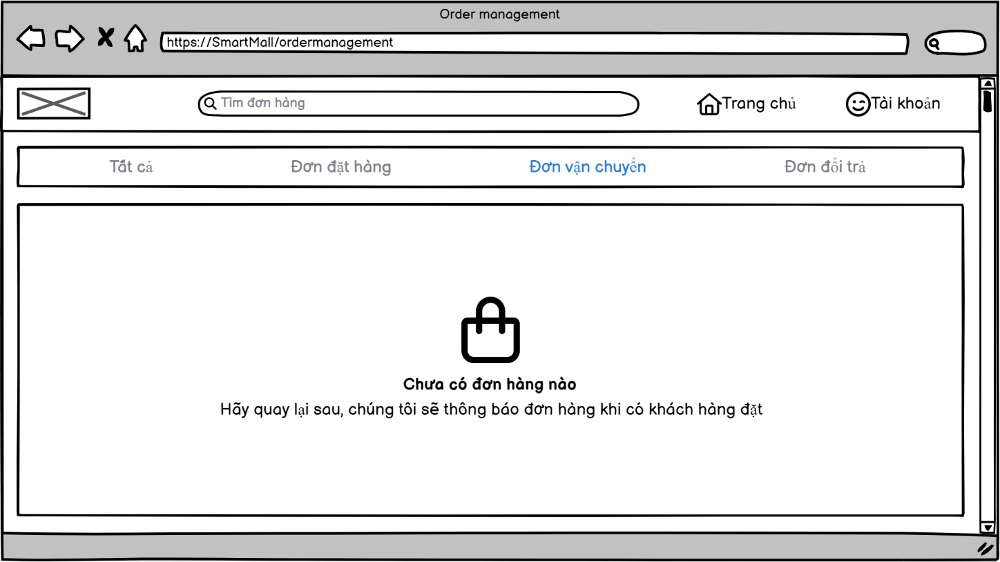 Order management
https://SmartMall/ordermanagement
Tìm đơn hàng
Trang chủ
Tài khoản
Tất cả
Đơn đặt hàng
Đơn vận chuyển
Đơn đổi trả
Chưa có đơn hàng nào
Hãy quay lại sau, chúng tôi sẽ thông báo đơn hàng khi có khách hàng đặt